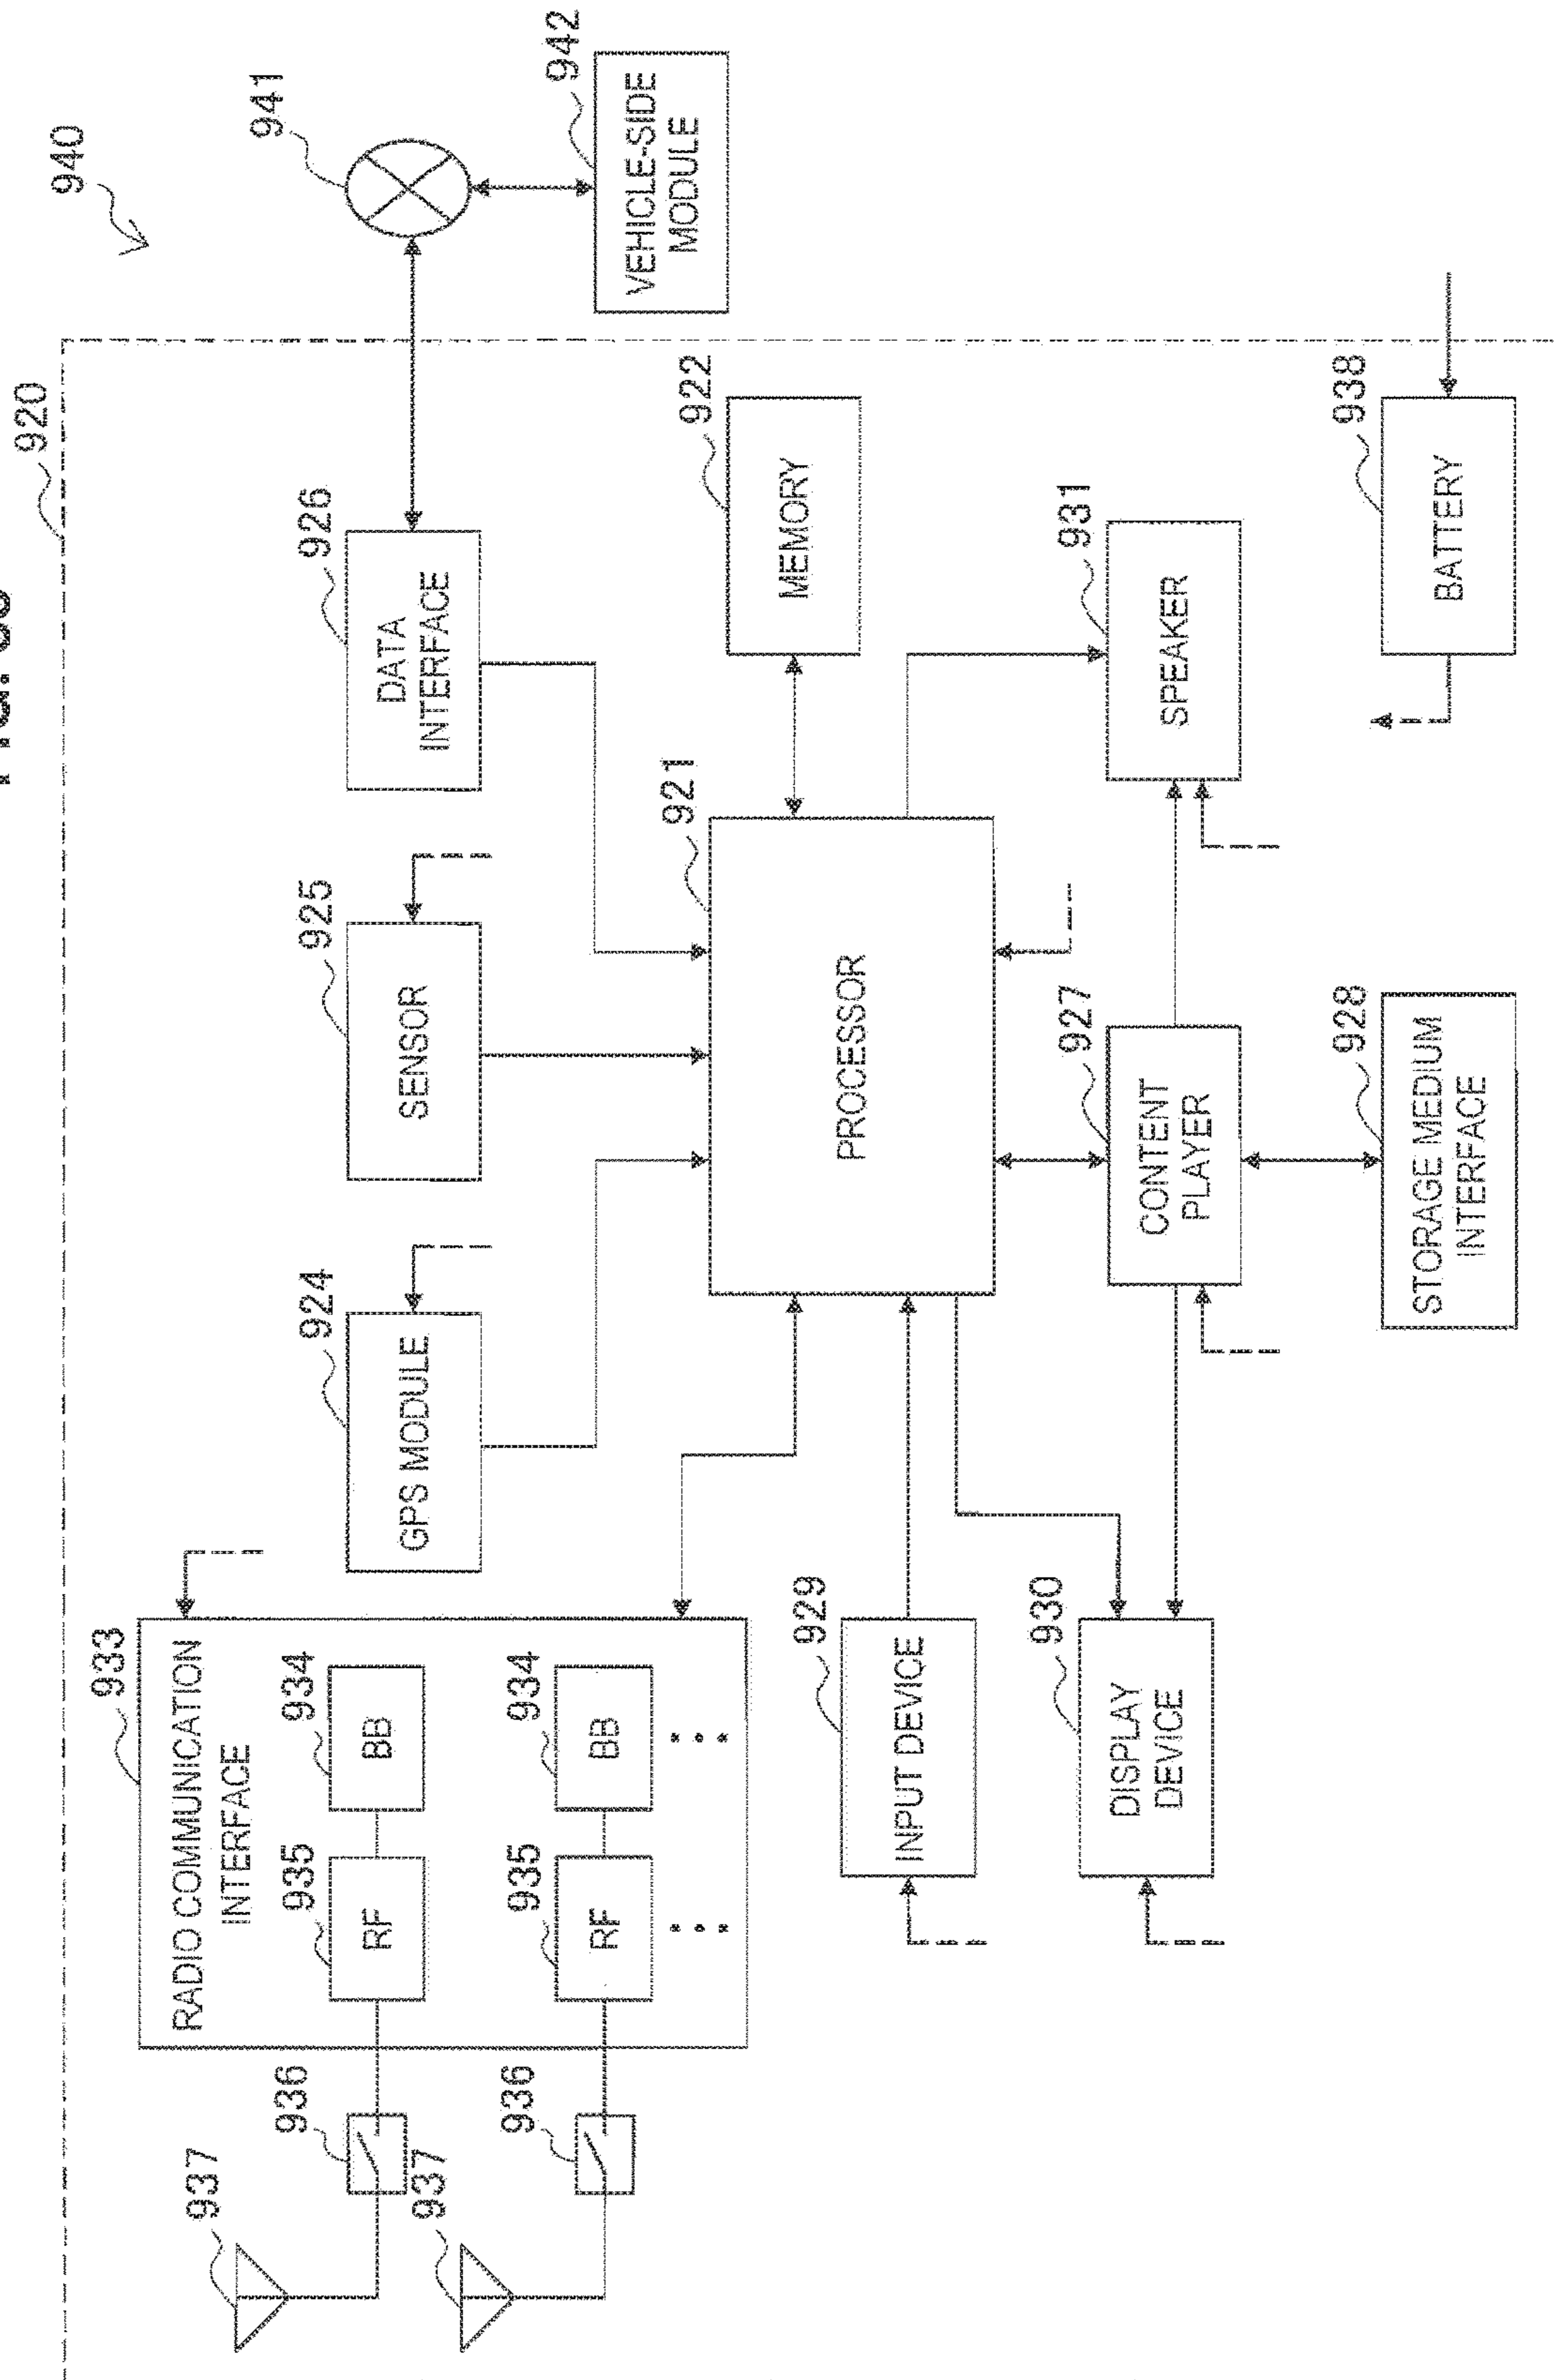 920
940
933
RADIO COMMUNICATION
INTERFACE
937
936
935
RF
934
BB
937
936
935
RF
934
BB
924
GPS MODULE
925
SENSOR
926
DATA
INTERFACE
941
942
VEHICLE-SIDE
MODULE
921
PROCESSOR
922
MEMORY
929
INPUT DEVICE
930
DISPLAY
DEVICE
927
CONTENT
PLAYER
931
SPEAKER
928
STORAGE MEDIUM
INTERFACE
938
BATTERY